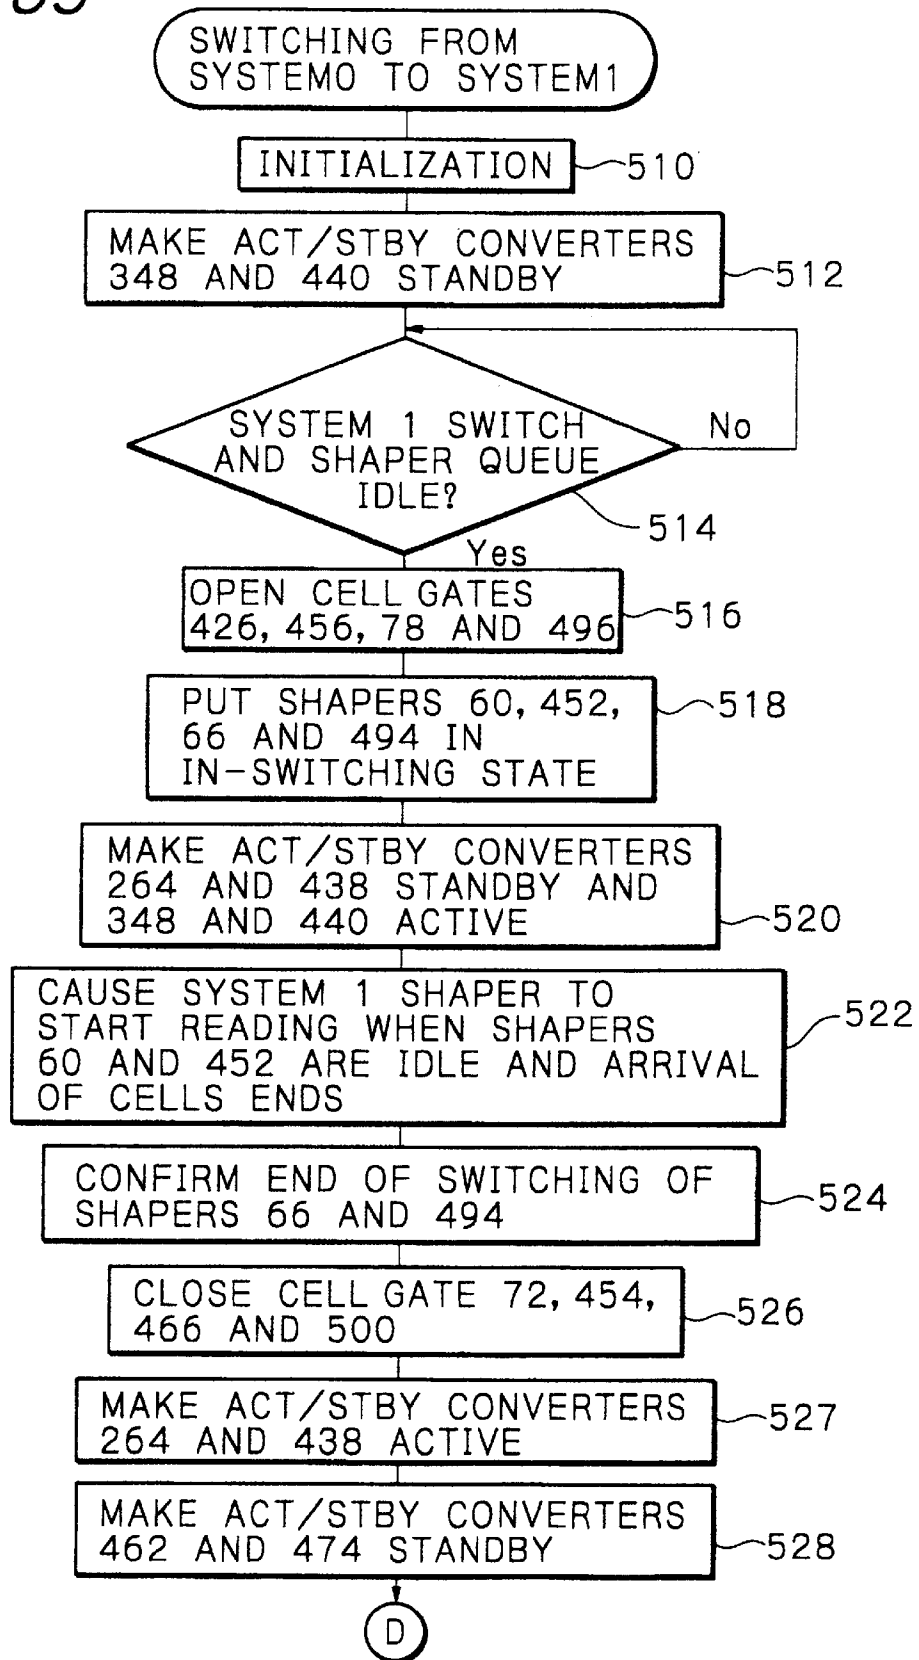 SWITCHING FROM
SYSTEM0 TO SYSTEM1
INITIALIZATION
510
MAKE ACT/STBY CONVERTERS
348 AND 440 STANDBY
512
SYSTEM 1 SWITCH
AND SHAPER QUEUE
IDLE?
No
514
Yes
OPEN CELL GATES
426, 456, 78 AND 496
516
PUT SHAPERS 60, 452,
66 AND 494 IN
IN-SWITCHING STATE
518
MAKE ACT/STBY CONVERTERS
264 AND 438 STANDBY AND
348 AND 440 ACTIVE
520
CAUSE SYSTEM 1 SHAPER TO
START READING WHEN SHAPERS
60 AND 452 ARE IDLE AND ARRIVAL
OF CELLS ENDS
522
CONFIRM END OF SWITCHING OF
SHAPERS 66 AND 494
524
CLOSE CELL GATE 72, 454,
466 AND 500
526
MAKE ACT/STBY CONVERTERS
264 AND 438 ACTIVE
527
MAKE ACT/STBY CONVERTERS
462 AND 474 STANDBY
528
D